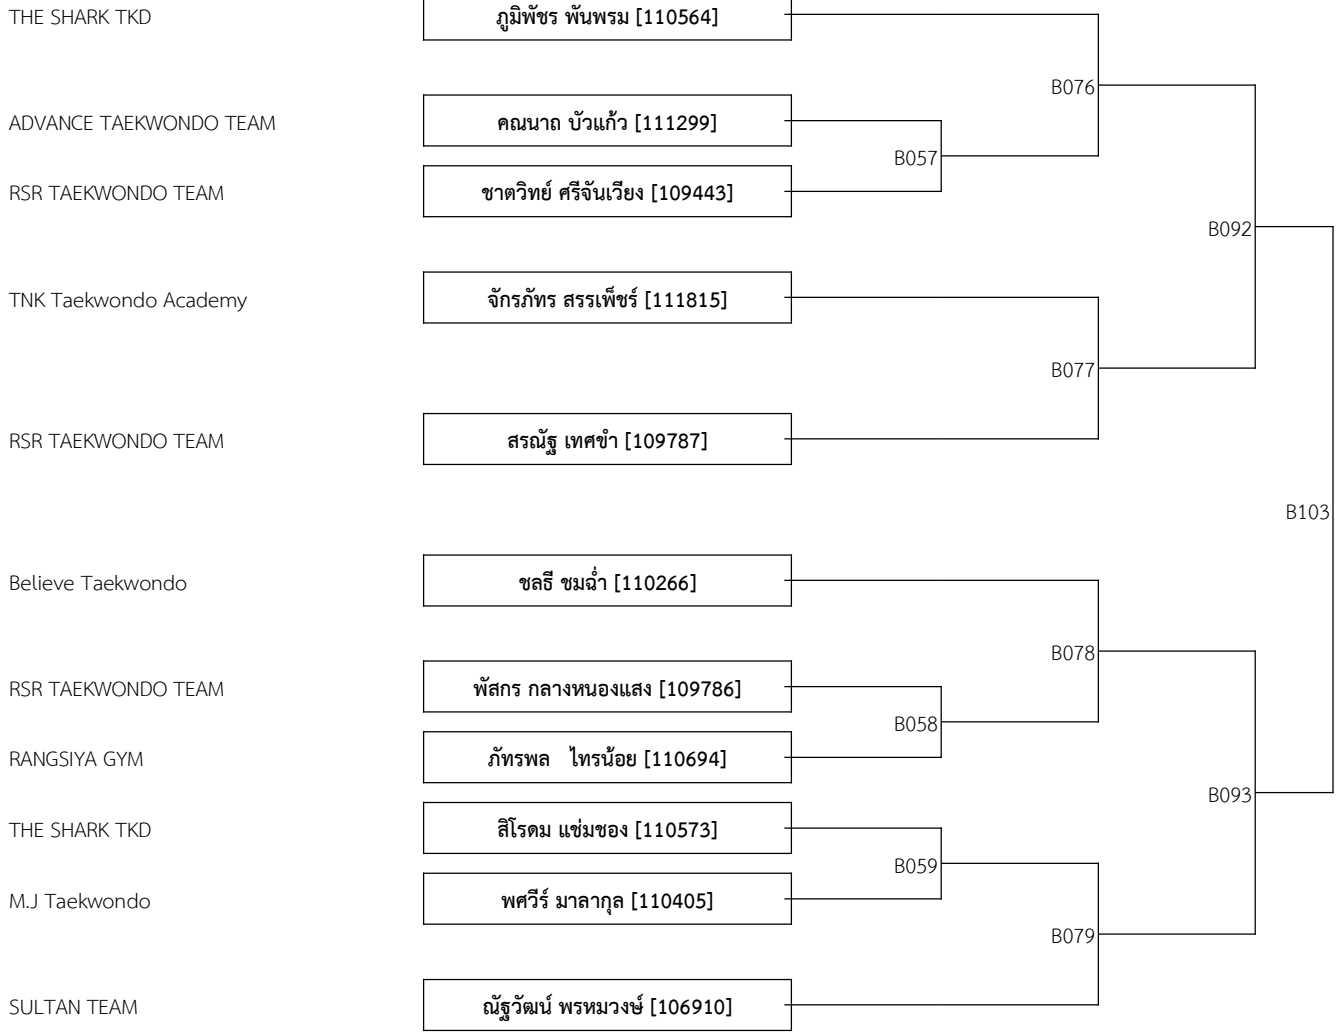 THE SHARK TKD ภูมิพัชร พันพรม [110564]
B076
ADVANCE TAEKWONDO TEAM คณนาถ บัวแก้ว [111299]
B057
RSR TAEKWONDO TEAM ชาตวิทย์ ศรีจันเวียง [109443]
B092
TNK Taekwondo Academy จักรภัทร สรรเพ็ชร์ [111815]
B077
RSR TAEKWONDO TEAM สรณัฐ เทศขำ [109787]
B103
Believe Taekwondo ชลธี ชมฉ่ำ [110266]
B078
RSR TAEKWONDO TEAM พัสกร กลางหนองแสง [109786]
B058
RANGSIYA GYM ภัทรพล ไทรน้อย [110694]
B093
THE SHARK TKD สิโรดม แช่มชอง [110573]
B059
M.J Taekwondo พศวีร์ มาลากุล [110405]
B079
SULTAN TEAM ณัฐวัฒน์ พรหมวงษ์ [106910]